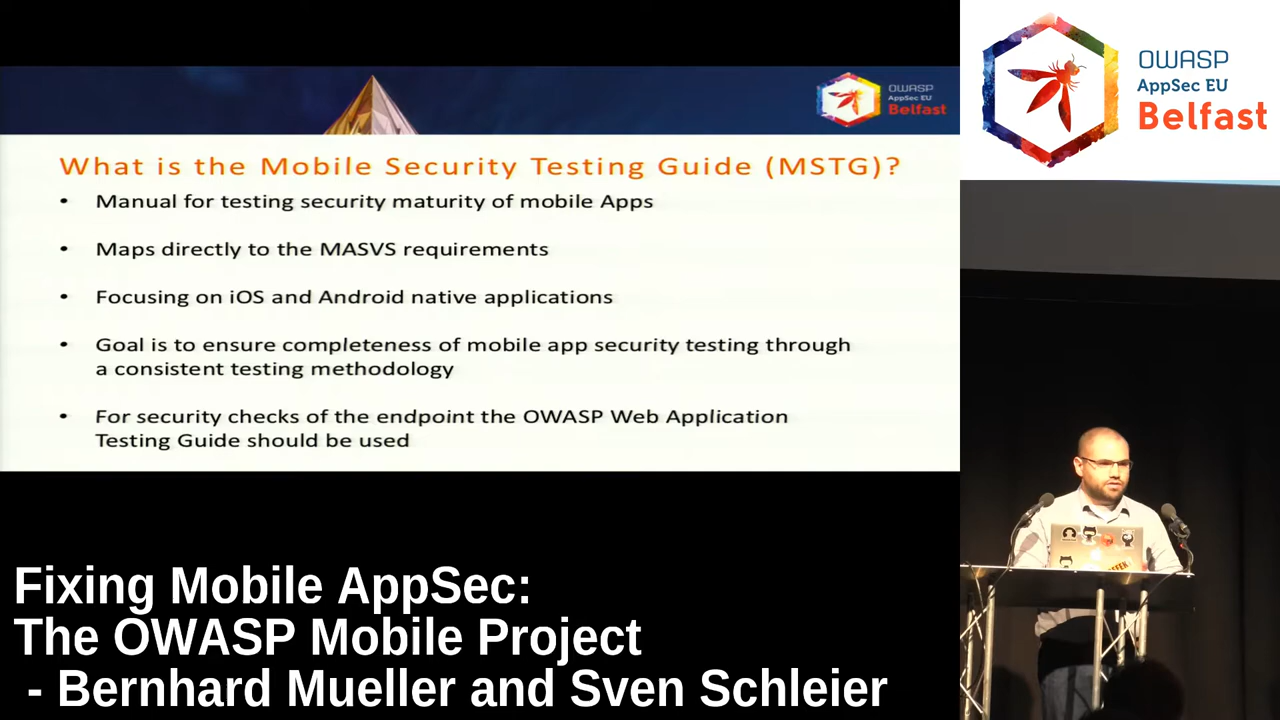 OWASP
AppSec EU
Belfast
What is the Mobile Security Testing Guide (MSTG)?
• Manual for testing security maturity of mobile Apps
• Maps directly to the MASVS requirements
• Focusing on iOS and Android native applications
• Goal is to ensure completeness of mobile app security testing through
a consistent testing methodology
• For security checks of the endpoint the OWASP Web Application
Testing Guide should be used
OWASP
AppSec EU
Belfast
Fixing Mobile AppSec:
The OWASP Mobile Project
- Bernhard Mueller and Sven Schleier